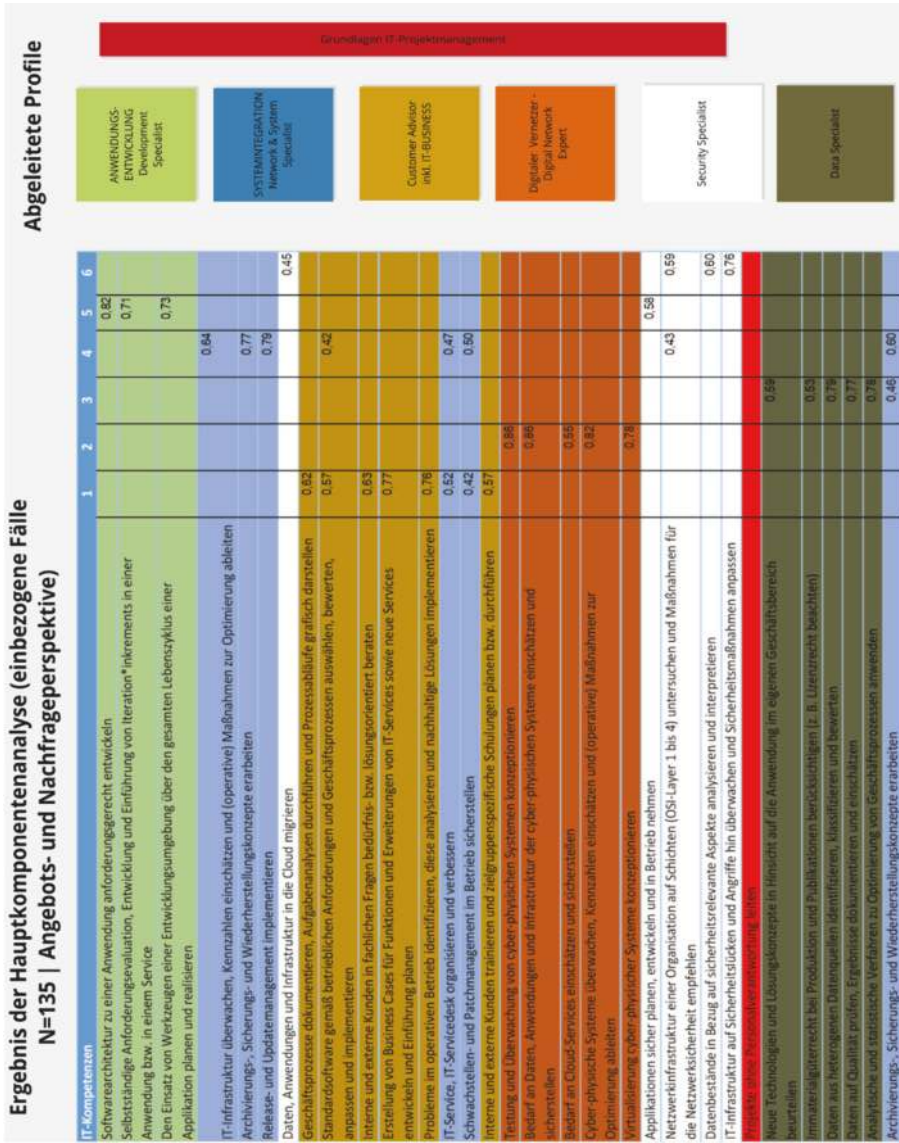 Ergebnis der Hauptkomponentenanalyse (einbezogene Fälle
N=1135 | Angebots- und Nachfrageperspektive)
Abgeleitete Profile
IT-Kompetenzen 1 2 3 4 5 6
Softwarearchitektur zu einer Anwendung anforderungsgerecht entwickeln 0,82
Selbstständige Anforderungsevaluation, Entwicklung und Einführung von Iteration*inkrements in einer 0,71
Anwendung bzw. in einem Service
Den Einsatz von Werkzeugen einer Entwicklungsumgebung über den gesamten Lebenszyklus einer 0,73
Applikation planen und realisieren
IT-Infrastruktur überwachen, Kennzahlen einschätzen und (operative) Maßnahmen zur Optimierung ableiten 0,64
Archivierungs-, Sicherungs- und Wiederherstellungskonzepte erarbeiten 0,77
Release- und Updatemanagement implementieren 0,79
Daten, Anwendungen und Infrastruktur in die Cloud migrieren 0,45
Geschäftsprozesse dokumentieren, Aufgabenanalysen durchführen und Prozessabläufe grafisch darstellen 0,62
Standardsoftware gemäß betrieblichen Anforderungen und Geschäftsprozessen auswählen, bewerten, 0,57 0,42
anpassen und implementieren
Interne und externe Kunden in fachlichen Fragen bedürfnis- bzw. lösungsorientiert beraten 0,63
Erstellung von Business Cases für Funktionen und Erweiterungen von IT-Services sowie neue Services 0,77
entwickeln und Einführung planen
Probleme im operativen Betrieb identifizieren, diese analysieren und nachhaltige Lösungen implementieren 0,76
IT-Service, IT-Servicedesk organisieren und verbessern 0,52 0,47
Schwachstellen- und Patchmanagement im Betrieb sicherstellen 0,42 0,50
Interne und externe Kunden trainieren und zielgruppenspezifische Schulungen planen bzw. durchführen 0,57
Testung und Überwachung von cyber-physischen Systemen konzeptionieren 0,86
Bedarf an Daten, Anwendungen und Infrastruktur der cyber-physischen Systeme einschätzen und 0,86
sicherstellen
Bedarf an Cloud-Services einschätzen und sicherstellen 0,55
Cyber-physische Systeme überwachen, Kennzahlen einschätzen und (operative) Maßnahmen zur 0,82
Optimierung ableiten
Virtualisierung cyber-physischer Systeme konzeptionieren 0,78
Applikationen sicher planen, entwickeln und in Betrieb nehmen 0,58
Netzwerkinfrastruktur einer Organisation auf Schichten (OSI-Layer 1 bis 4) untersuchen und Maßnahmen für 0,43 0,59
die Netzwerksicherheit empfehlen
Datenbestände in Bezug auf sicherheitsrelevante Aspekte analysieren und interpretieren 0,60
IT-Infrastruktur auf Sicherheitslücken und Angriffe hin überwachen und Sicherheitsmaßnahmen anpassen 0,76
Projekte ohne Personalverantwortung leiten
Neue Technologien und Lösungskonzepte in Hinsicht auf die Anwendung im eigenen Geschäftsbereich 0,59
beurteilen
Immaterialgüterrecht bei Produktion und Publikationen berücksichtigen (z. B. Lizenzrecht beachten) 0,53
Daten aus heterogenen Datenquellen identifizieren, klassifizieren und bewerten 0,79
Daten auf Qualität prüfen, Ergebnisse dokumentieren und einschätzen 0,77
Analytische und statistische Verfahren zu Optimierung von Geschäftsprozessen anwenden 0,78
Archivierungs-, Sicherungs- und Wiederherstellungskonzepte erarbeiten 0,46 0,60
ANWENDUNGS-
ENTWICKLUNG
Development
Specialist
SYSTEMINTEGRATION
Network & System
Specialist
Customer Advisor
inkl. IT-BUSINESS
Digitaler Vernetzer -
Digital Network
Expert
Security Specialist
Data Specialist
Grundlagen IT-Projektmanagement